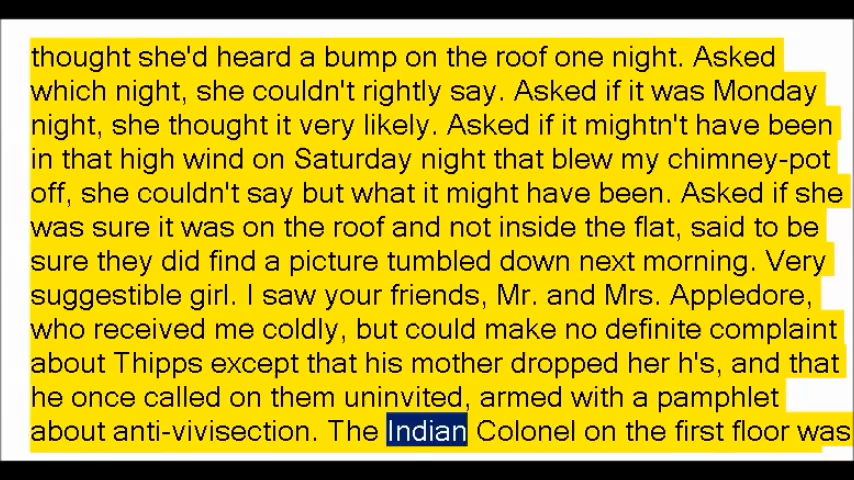 thought she'd heard a bump on the roof one night. Asked
which night, she couldn't rightly say. Asked if it was Monday
night, she thought it very likely. Asked if it mightn't have been
in that high wind on Saturday night that blew my chimney-pot
off, she couldn't say but what it might have been. Asked if she
was sure it was on the roof and not inside the flat, said to be
sure they did find a picture tumbled down next morning. Very
suggestible girl. I saw your friends, Mr. and Mrs. Appledore,
who received me coldly, but could make no definite complaint
about Thipps except that his mother dropped her h's, and that
he once called on them uninvited, armed with a pamphlet
about anti-vivisection. The Indian Colonel on the first floor was